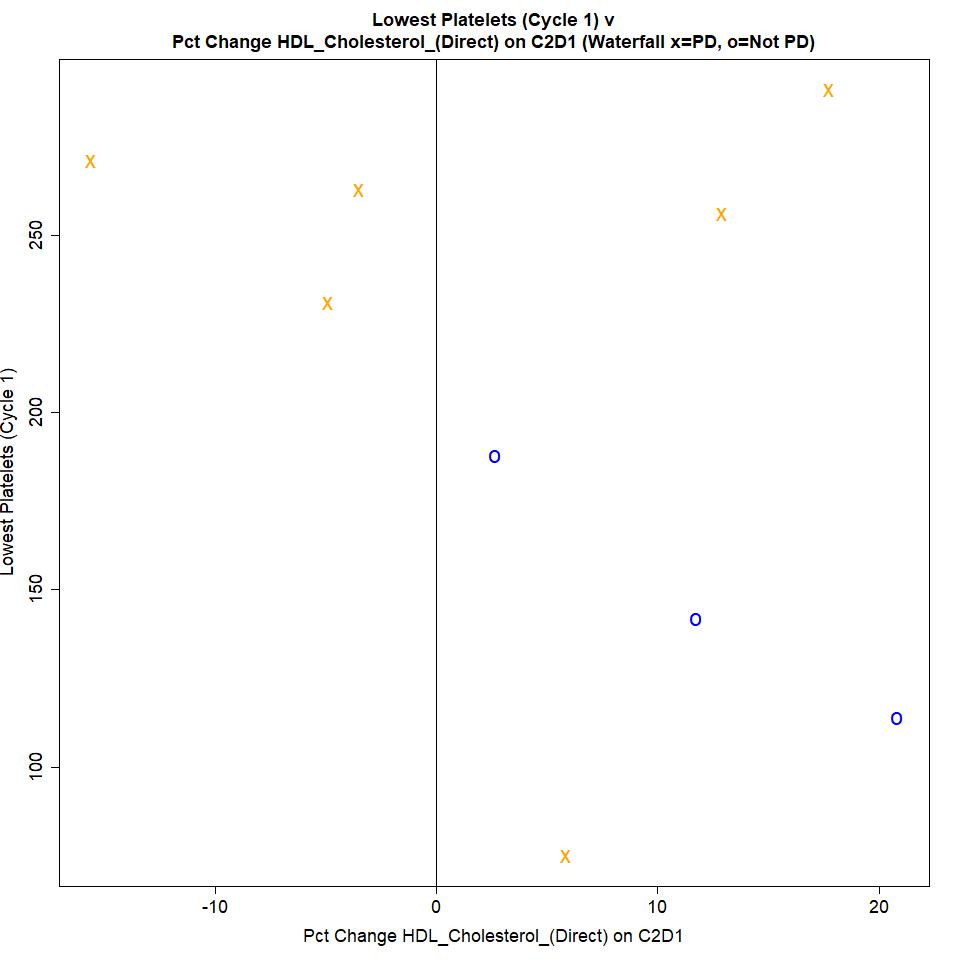 Lowest Platelets (Cycle 1) v
Pct Change HDL_Cholesterol_(Direct) on C2D1 (Waterfall x=PD, o=Not PD)
Lowest Platelets (Cycle 1)
250
200
150
100
X
X
X
X
X
O
O
O
X
-10
0
10
20
Pct Change HDL_Cholesterol_(Direct) on C2D1